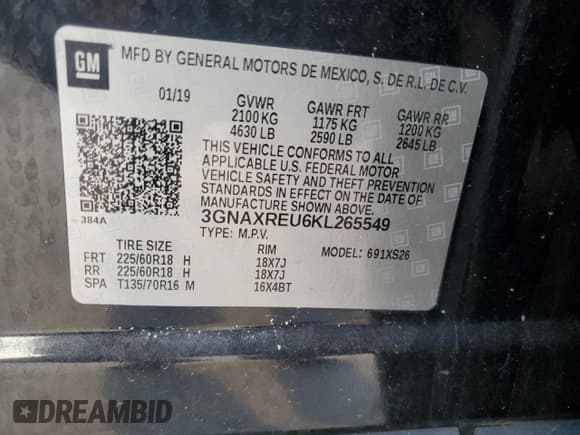 GM
MFD BY GENERAL MOTORS DE MEXICO, S. DE R.L. DE C.V.
01/19 GVWR GAWR FRT GAWR RR
2100 KG 1175 KG 1200 KG
4630 LB 2590 LB 2645 LB
THIS VEHICLE CONFORMS TO ALL
APPLICABLE U.S. FEDERAL MOTOR
VEHICLE SAFETY AND THEFT PREVENTION
STANDARDS IN EFFECT ON THE DATE OF
MANUFACTURE SHOWN ABOVE.
384A
3GNAXREU6KL265549
TYPE: M.P.V.
TIRE SIZE RIM MODEL: 691XS26
FRT 225/60R18 H 18X7J
RR 225/60R18 H 18X7J
SPA T135/70R16 M 16X4BT
DREAMBID